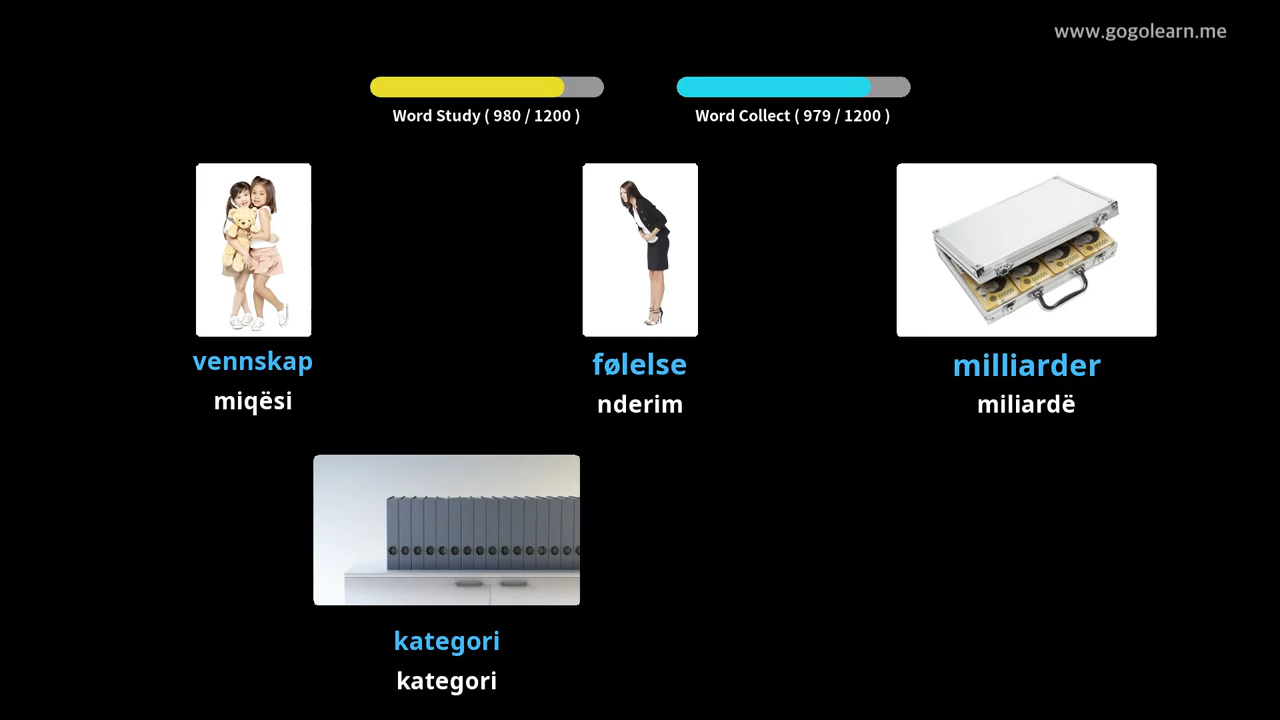 www.gogolearn.me
Word Study ( 980 / 1200 )
Word Collect ( 979 / 1200 )
vennskap
miqësi
følelse
nderim
milliarder
miliardë
kategori
kategori